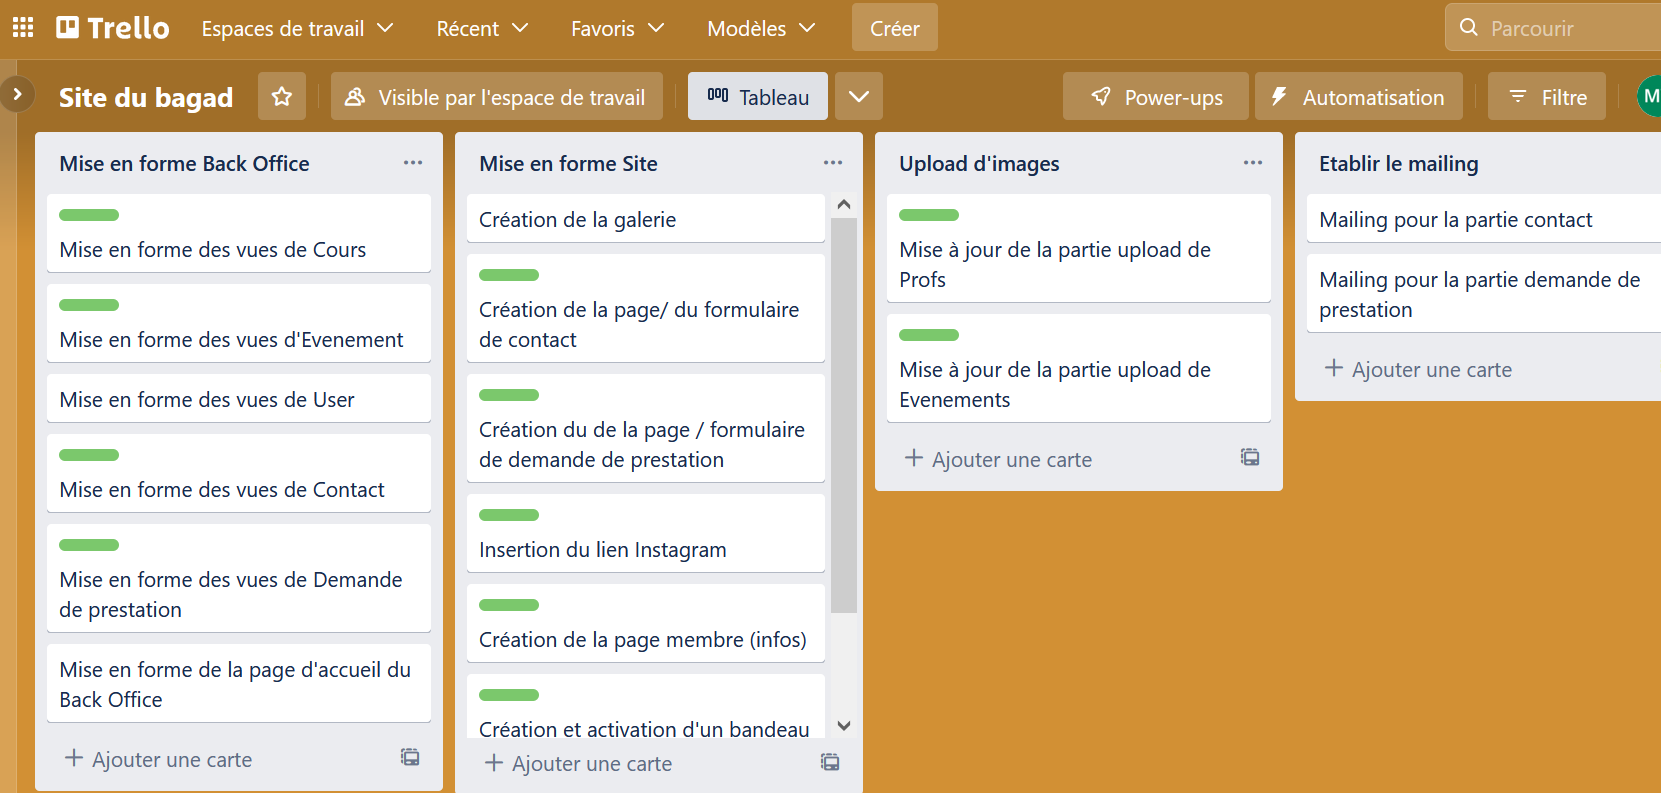 Trello
Espaces de travail
Récent
Favoris
Modèles
Créer
Parcourir
Site du bagad
Visible par l'espace de travail
Tableau
Power-ups
Automatisation
Filtre
M
Mise en forme Back Office
Mise en forme des vues de Cours
Mise en forme des vues d'Evenement
Mise en forme des vues de User
Mise en forme des vues de Contact
Mise en forme des vues de Demande
de prestation
Mise en forme de la page d'accueil du
Back Office
Ajouter une carte
Mise en forme Site
Création de la galerie
Création de la page/ du formulaire
de contact
Création du de la page / formulaire
de demande de prestation
Insertion du lien Instagram
Création de la page membre (infos)
Création et activation d'un bandeau
Ajouter une carte
Upload d'images
Mise à jour de la partie upload de
Profs
Mise à jour de la partie upload de
Evenements
Ajouter une carte
Etablir le mailing
Mailing pour la partie contact
Mailing pour la partie demande de
prestation
Ajouter une carte